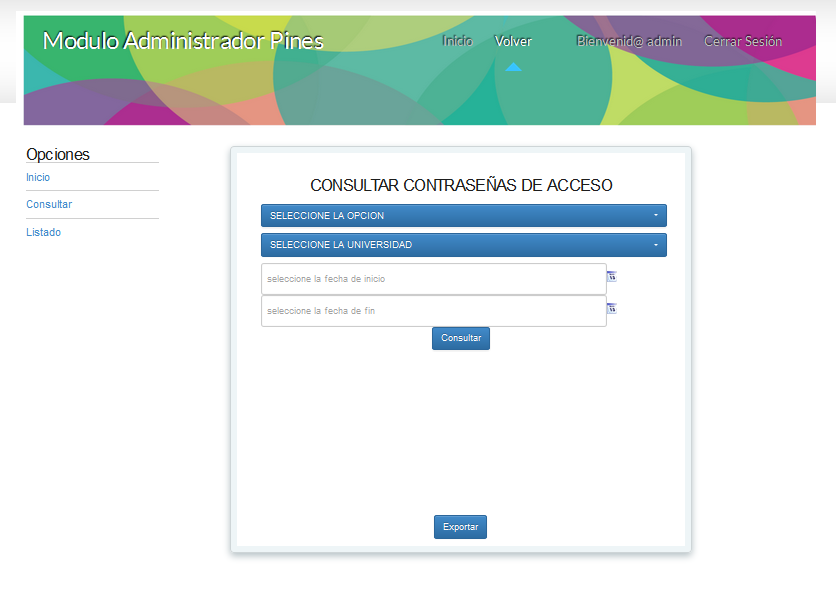 Modulo Administrador Pines
Inicio Volver Bienvenid@ admin Cerrar Sesión
Opciones
Inicio
Consultar
Listado
CONSULTAR CONTRASEÑAS DE ACCESO
SELECCIONE LA OPCION
SELECCIONE LA UNIVERSIDAD
seleccione la fecha de inicio
seleccione la fecha de fin
Consultar
Exportar